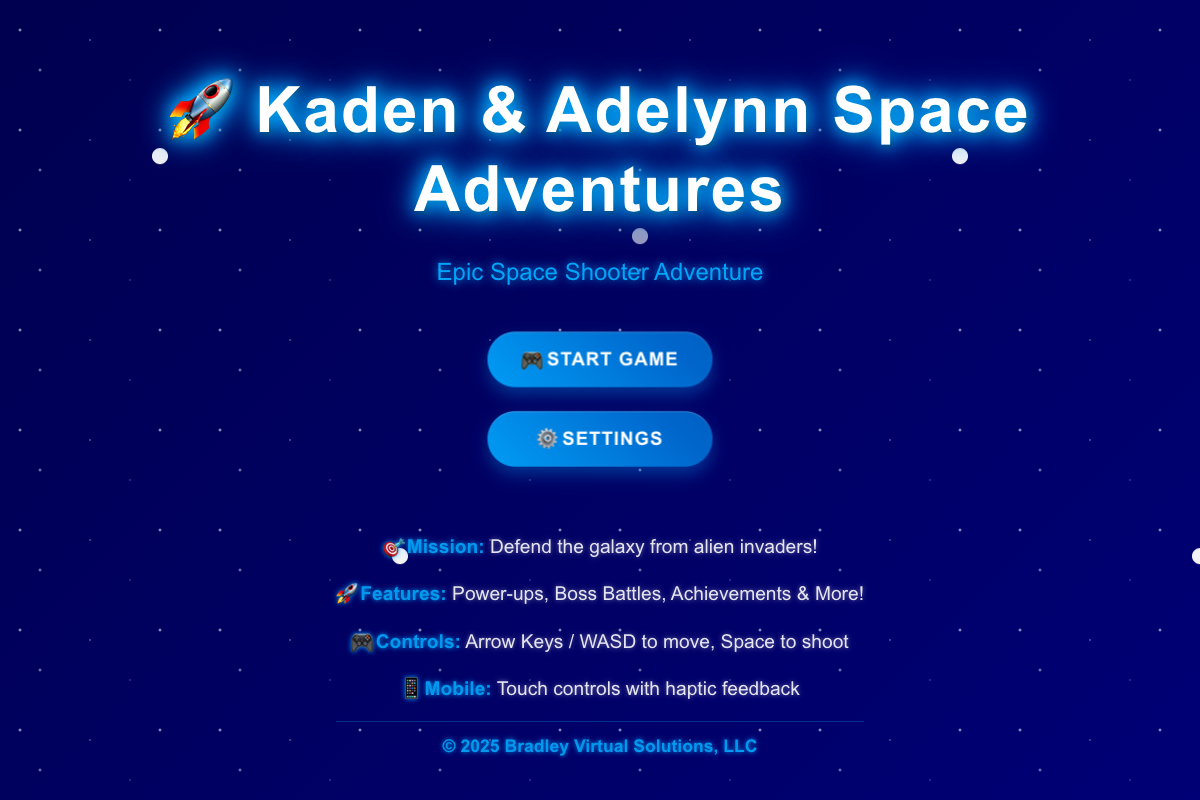 🚀 Kaden & Adelynn Space
Adventures
Epic Space Shooter Adventure
🎮 START GAME
⚙️ SETTINGS
🎯 Mission: Defend the galaxy from alien invaders!
🚀 Features: Power-ups, Boss Battles, Achievements & More!
🎮 Controls: Arrow Keys / WASD to move, Space to shoot
📱 Mobile: Touch controls with haptic feedback
© 2025 Bradley Virtual Solutions, LLC